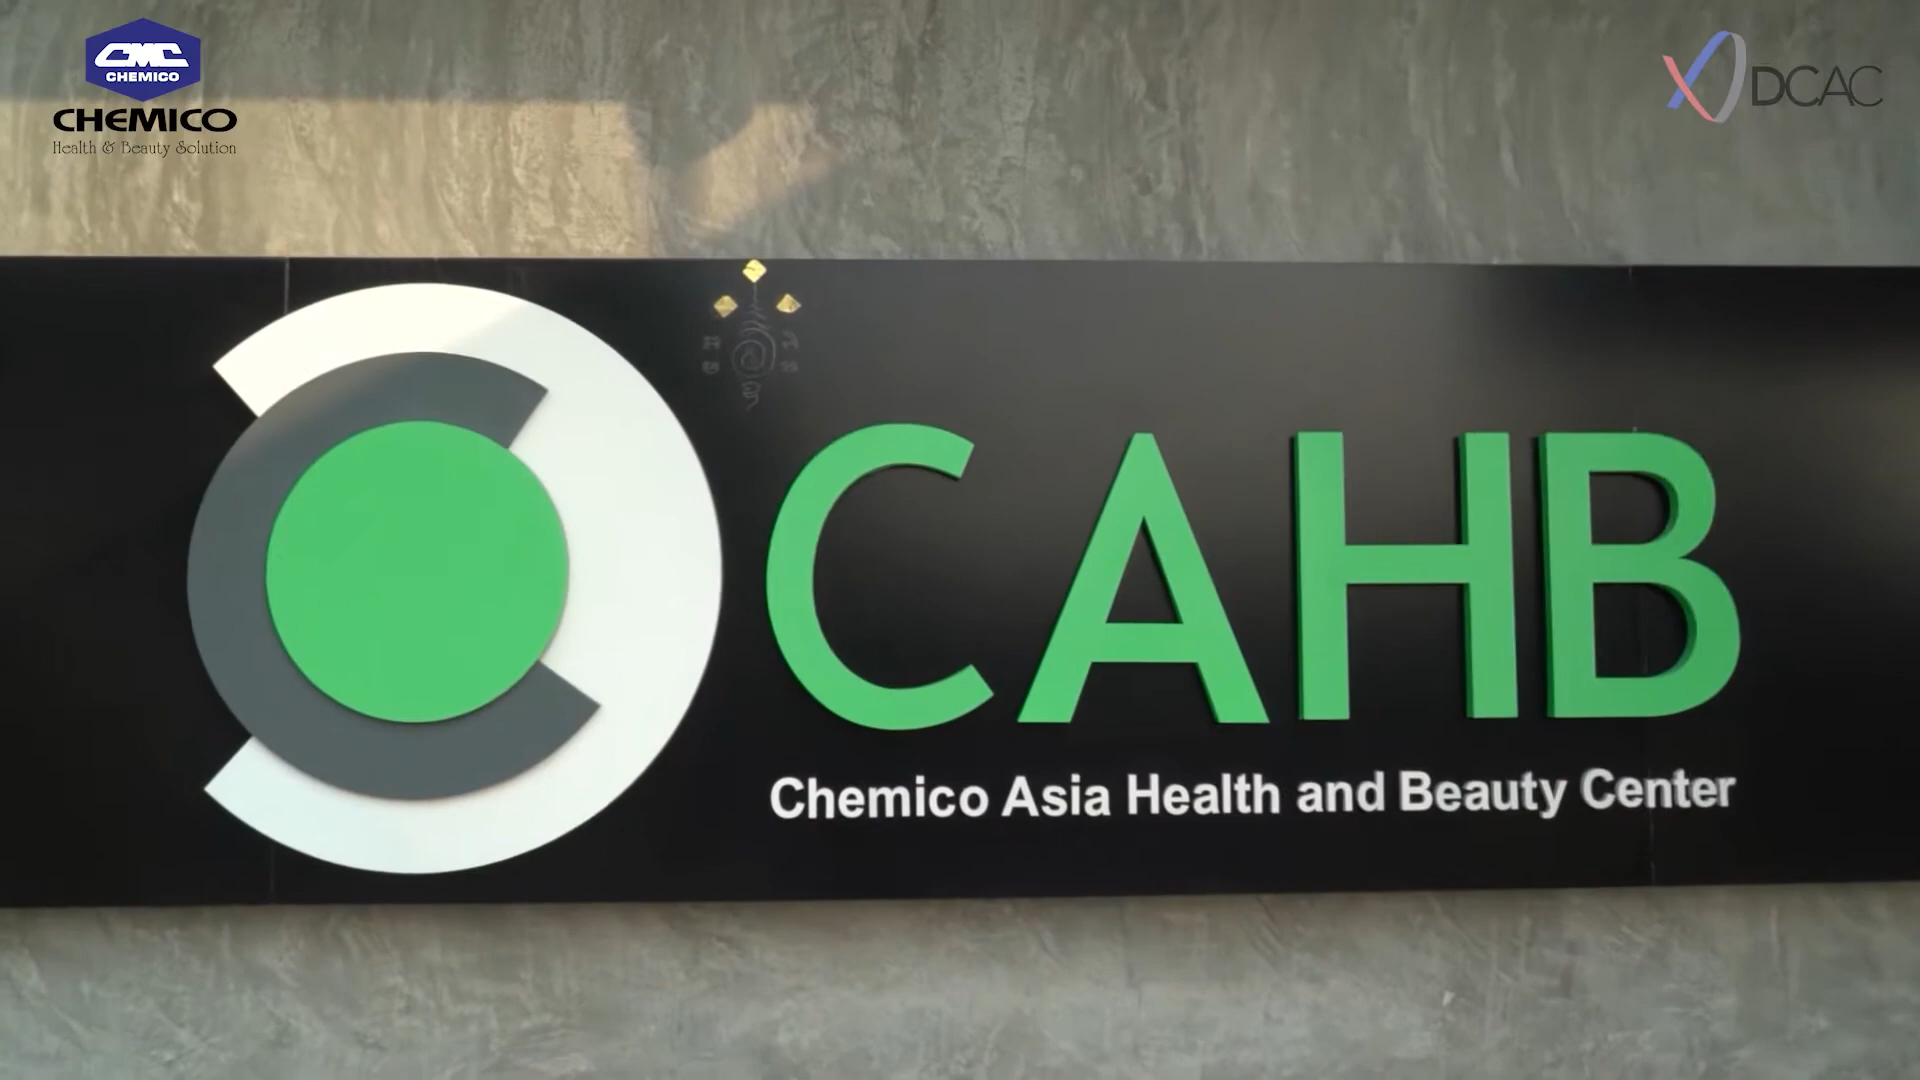 CMC
CHEMICO
CHEMICO
Health & Beauty Solution
DCAC
CAHB
Chemico Asia Health and Beauty Center